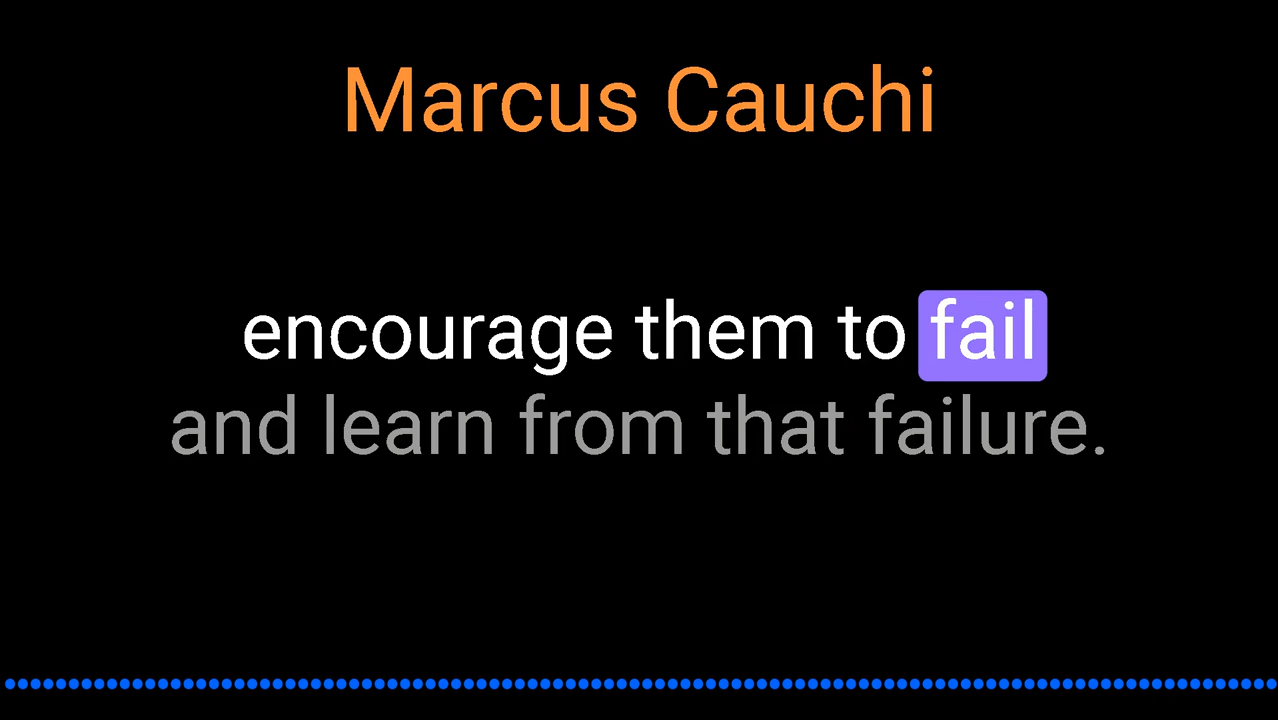 Marcus Cauchi
encourage them to fail
and learn from that failure.